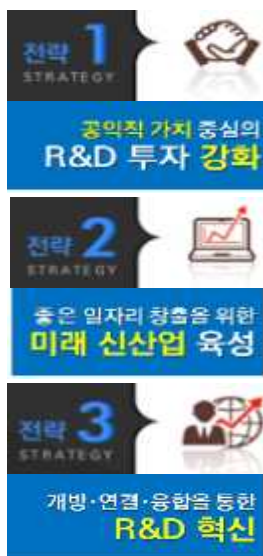 전략 1
STRATEGY
공익적 가치 중심의
R&D 투자 강화
전략 2
STRATEGY
좋은 일자리 창출을 위한
미래 신산업 육성
전략 3
STRATEGY
개방·연결·융합을 통한
R&D 혁신